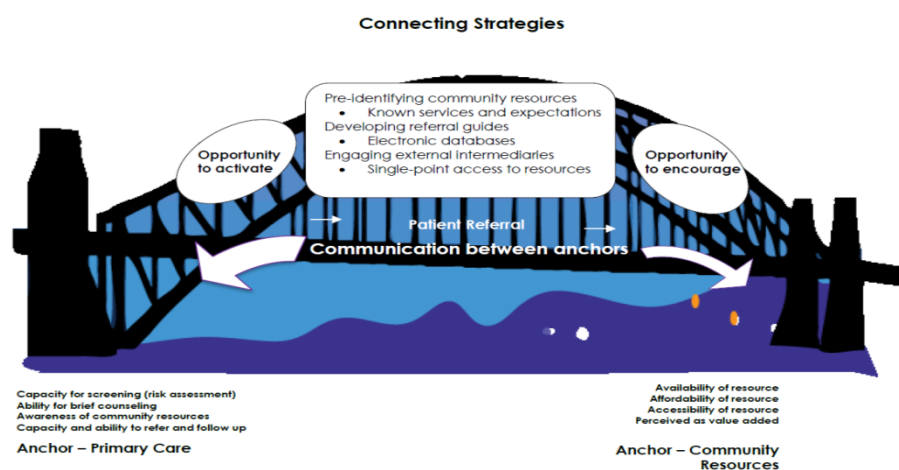 Connecting Strategies
Pre-identifying community resources
• Known services and expectations
Developing referral guides
• Electronic databases
Engaging external intermediaries
• Single-point access to resources
Opportunity
to activate
Opportunity
to encourage
Patient Referral
Communication between anchors
Capacity for screening (risk assessment)
Ability for brief counseling
Awareness of community resources
Capacity and ability to refer and follow up
Anchor – Primary Care
Availability of resource
Affordability of resource
Accessibility of resource
Perceived as value added
Anchor – Community
Resources